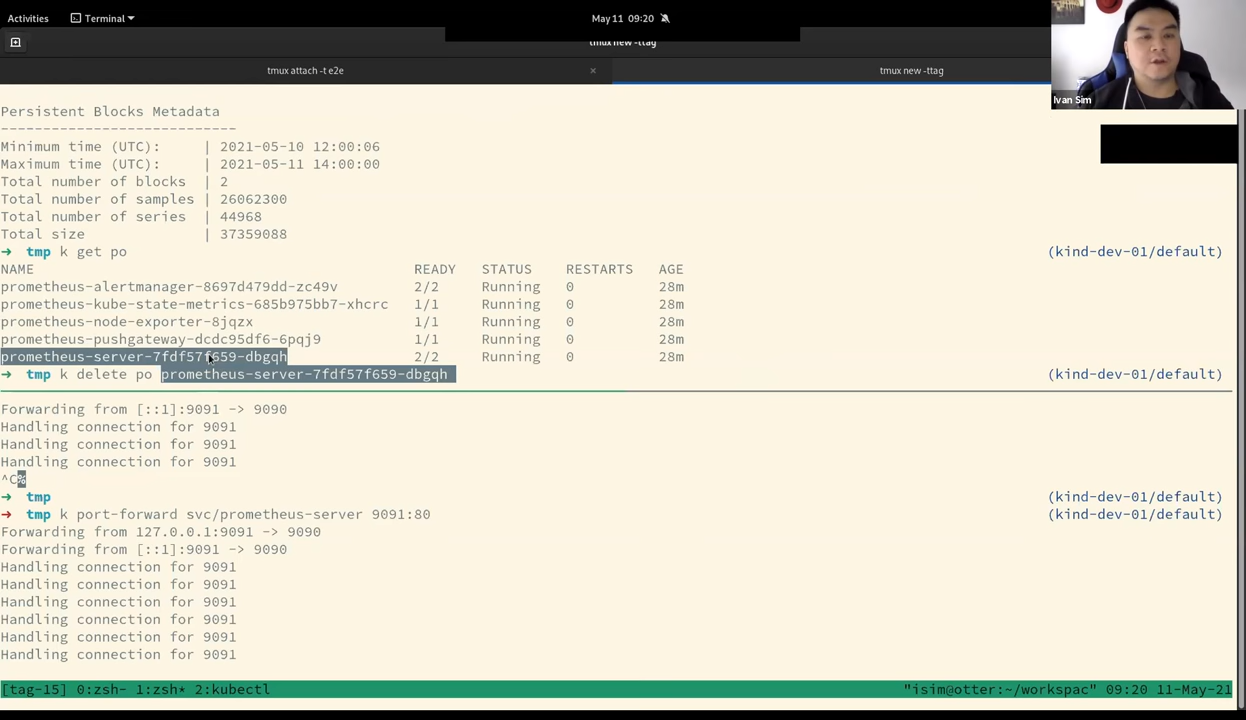 Activities Terminal May 11 09:20
tmux new -ttag
tmux attach -t e2e × tmux new -ttag
Ivan Sim
Persistent Blocks Metadata
----------------------------
Minimum time (UTC): | 2021-05-10 12:00:06
Maximum time (UTC): | 2021-05-11 14:00:00
Total number of blocks | 2
Total number of samples | 26062300
Total number of series | 44968
Total size | 37359088
→ tmp k get po (kind-dev-01/default)
NAME READY STATUS RESTARTS AGE
prometheus-alertmanager-8697d479dd-zc49v 2/2 Running 0 28m
prometheus-kube-state-metrics-685b975bb7-xhcrc 1/1 Running 0 28m
prometheus-node-exporter-8jqzx 1/1 Running 0 28m
prometheus-pushgateway-dcdc95df6-6pqj9 1/1 Running 0 28m
prometheus-server-7fdf57f659-dbgqh 2/2 Running 0 28m
→ tmp k delete po prometheus-server-7fdf57f659-dbgqh (kind-dev-01/default)
Forwarding from [::1]:9091 -> 9090
Handling connection for 9091
Handling connection for 9091
Handling connection for 9091
^C%
→ tmp (kind-dev-01/default)
→ tmp k port-forward svc/prometheus-server 9091:80 (kind-dev-01/default)
Forwarding from 127.0.0.1:9091 -> 9090
Forwarding from [::1]:9091 -> 9090
Handling connection for 9091
Handling connection for 9091
Handling connection for 9091
Handling connection for 9091
Handling connection for 9091
Handling connection for 9091
[tag-15] 0:zsh- 1:zsh* 2:kubectl "isim@otter:~/workspac" 09:20 11-May-21